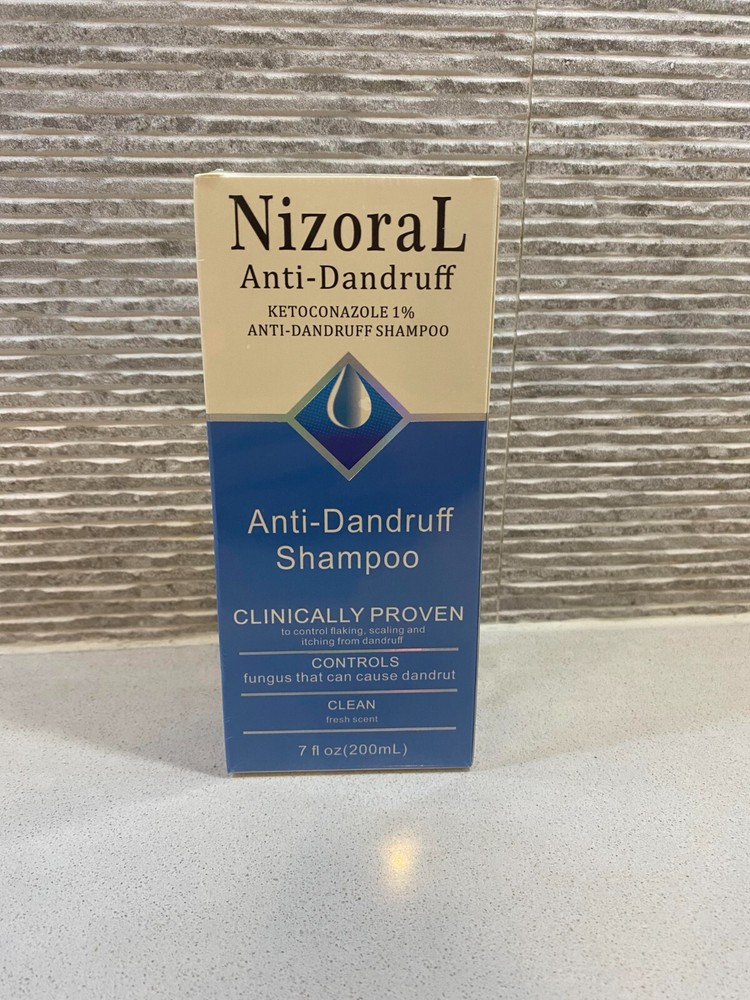 NizoraL
Anti-Dandruff
KETOCONAZOLE 1%
ANTI-DANDRUFF SHAMPOO
Anti-Dandruff
Shampoo
CLINICALLY PROVEN
to control flaking, scaling and
itching from dandruff
CONTROLS
fungus that can cause dandrut
CLEAN
fresh scent
7 fl oz(200mL)